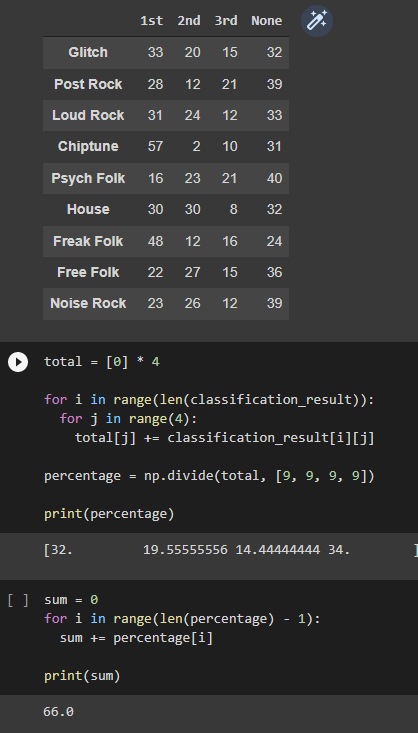 1st 2nd 3rd None
Glitch 33 20 15 32
Post Rock 28 12 21 39
Loud Rock 31 24 12 33
Chiptune 57 2 10 31
Psych Folk 16 23 21 40
House 30 30 8 32
Freak Folk 48 12 16 24
Free Folk 22 27 15 36
Noise Rock 23 26 12 39
total = [0] * 4
for i in range(len(classification_result)):
  for j in range(4):
    total[j] += classification_result[i][j]
percentage = np.divide(total, [9, 9, 9, 9])
print(percentage)
[32.         19.55555556 14.44444444 34.        ]
[ ] sum = 0
for i in range(len(percentage) - 1):
  sum += percentage[i]
print(sum)
66.0